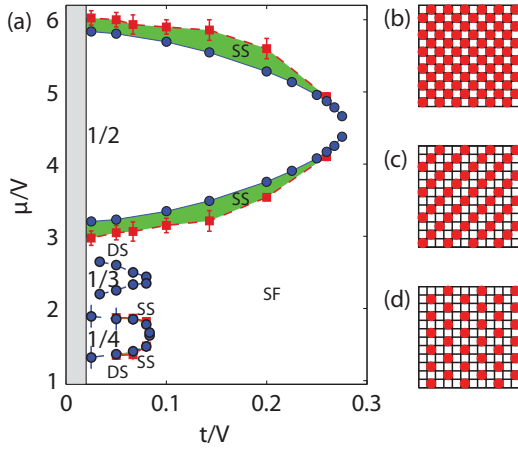 (a)
6
5
4
3
2
1
μ/V
SS
1/2
SS
DS
1/3
SF
SS
1/4
SS
DS
0
0.1
0.2
0.3
t/V
(b)
(c)
(d)